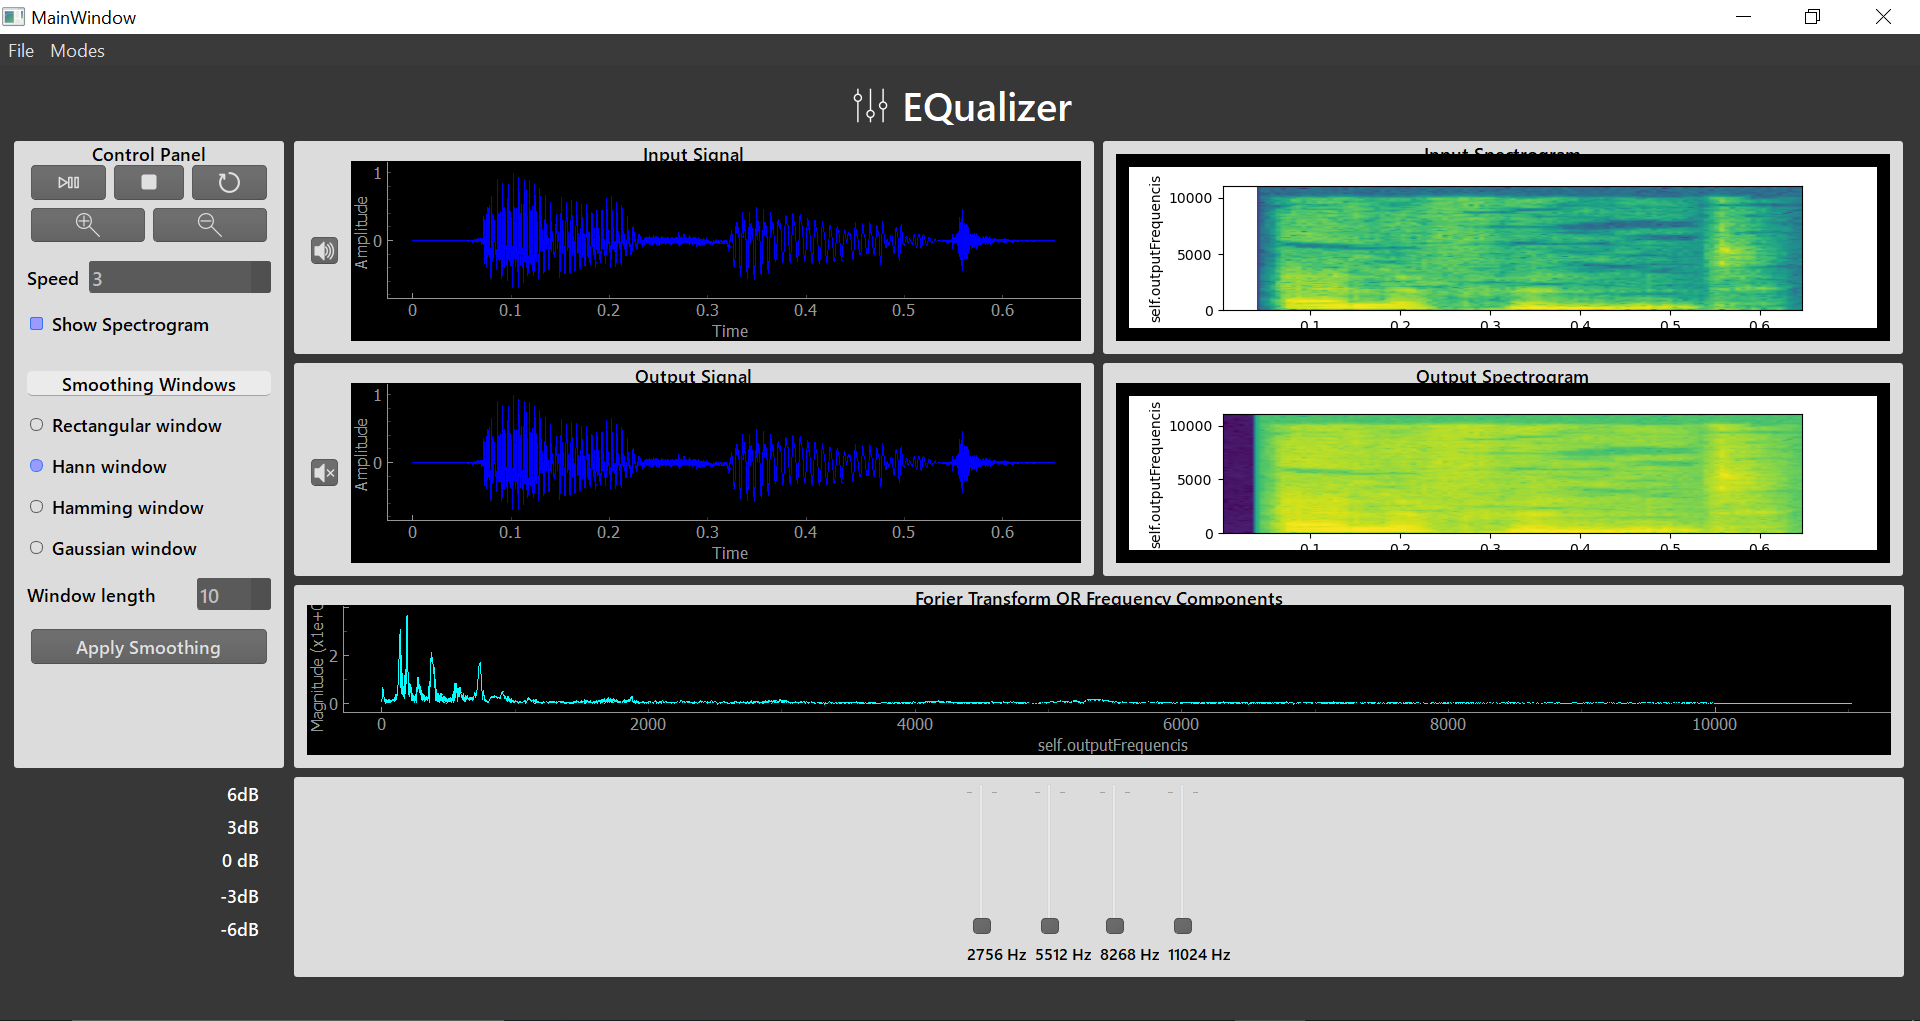 MainWindow
File Modes
EQualizer
Control Panel
Speed 3
Show Spectrogram
Smoothing Windows
Rectangular window
Hann window
Hamming window
Gaussian window
Window length 10
Apply Smoothing
Input Signal
Amplitude
1
0
0 0.1 0.2 0.3 0.4 0.5 0.6
Time
Input Spectrogram
self.outputFrequencis
10000
5000
0
0.1 0.2 0.3 0.4 0.5 0.6
Output Signal
Amplitude
1
0
0 0.1 0.2 0.3 0.4 0.5 0.6
Time
Output Spectrogram
self.outputFrequencis
10000
5000
0
0.1 0.2 0.3 0.4 0.5 0.6
Forier Transform OR Frequency Components
Magnitude (x1e+0
2
0
0 2000 4000 6000 8000 10000
self.outputFrequencis
6dB
3dB
0 dB
-3dB
-6dB
2756 Hz 5512 Hz 8268 Hz 11024 Hz